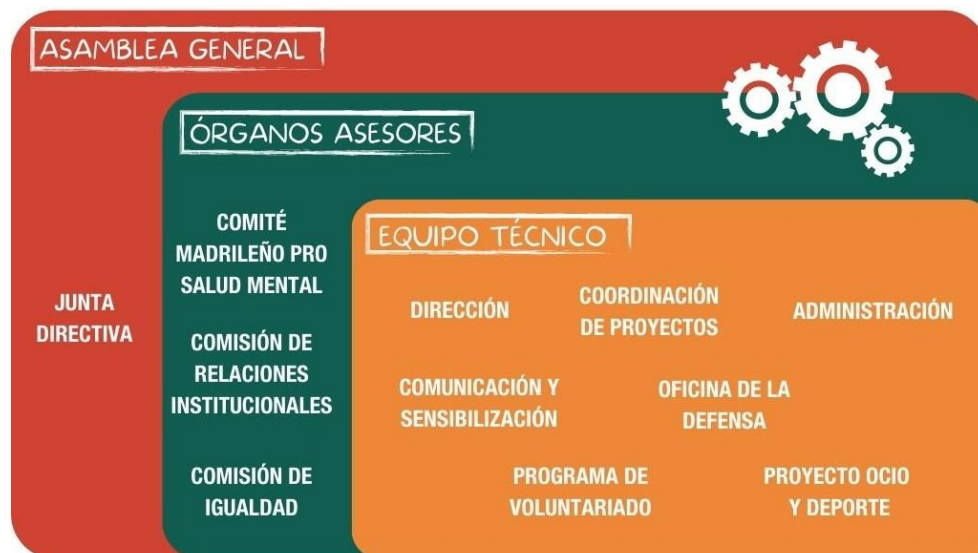 ASAMBLEA GENERAL
ÓRGANOS ASESORES
EQUIPO TÉCNICO
JUNTA
DIRECTIVA
COMITÉ
MADRILEÑO PRO
SALUD MENTAL
COMISIÓN DE
RELACIONES
INSTITUCIONALES
COMISIÓN DE
IGUALDAD
DIRECCIÓN
COORDINACIÓN
DE PROYECTOS
ADMINISTRACIÓN
COMUNICACIÓN Y
SENSIBILIZACIÓN
OFICINA DE LA
DEFENSA
PROGRAMA DE
VOLUNTARIADO
PROYECTO OCIO
Y DEPORTE